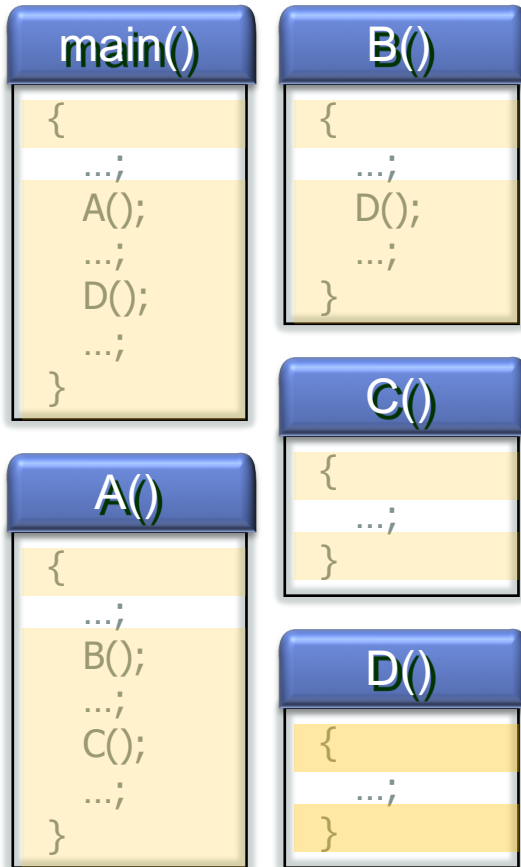 main()
{
…;
A();
…;
D();
…;
}
A()
{
…;
B();
…;
C();
…;
}
B()
{
…;
D();
…;
}
C()
{
…;
}
D()
{
…;
}